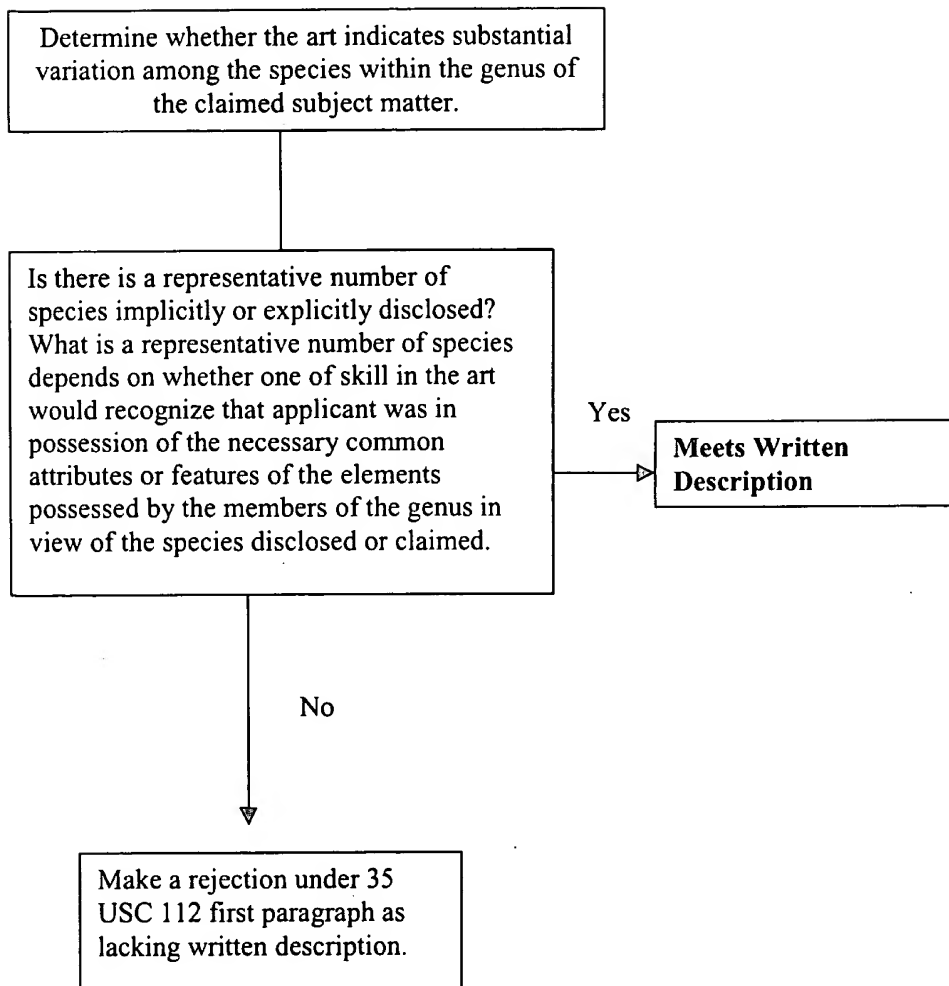 Determine whether the art indicates substantial
variation among the species within the genus of
the claimed subject matter.
Is there is a representative number of
species implicitly or explicitly disclosed?
What is a representative number of species
depends on whether one of skill in the art
would recognize that applicant was in
possession of the necessary common
attributes or features of the elements
possessed by the members of the genus in
view of the species disclosed or claimed.
Yes
Meets Written
Description
No
Make a rejection under 35
USC 112 first paragraph as
lacking written description.